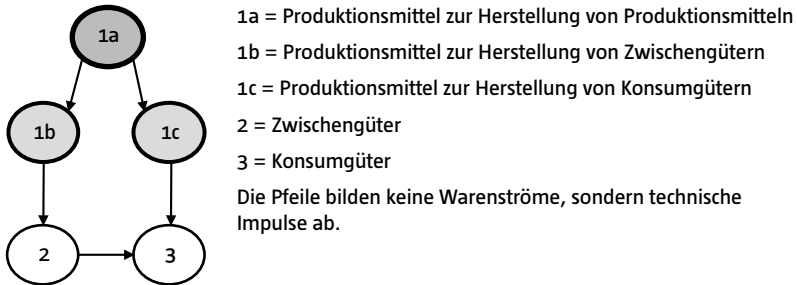 1a
1a = Produktionsmittel zur Herstellung von Produktionsmitteln
1b = Produktionsmittel zur Herstellung von Zwischengütern
1c = Produktionsmittel zur Herstellung von Konsumgütern
1b
1c
2 = Zwischengüter
3 = Konsumgüter
Die Pfeile bilden keine Warenströme, sondern technische
Impulse ab.
2
3